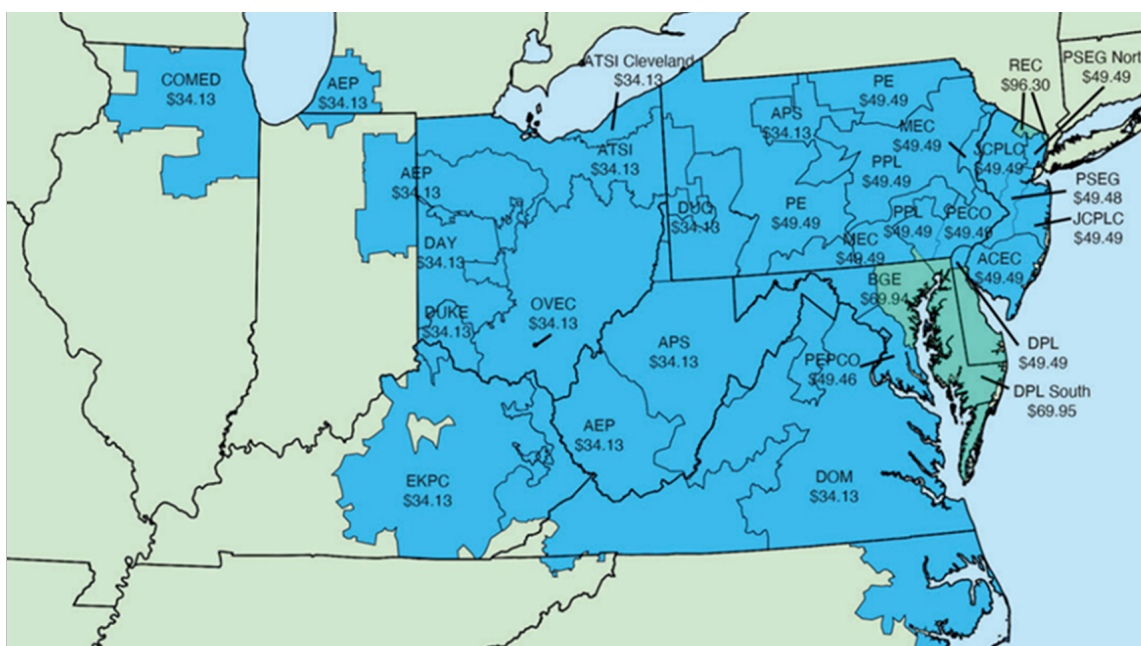 COMED
$34.13
AEP
$34.13
ATSI Cleveland
$34.13
PE
$49.49
REC
$96.30
PSEG Nort
$49.49
APS
$34.13
MEC
$49.49
JCPLC
$49.49
ATSI
$34.13
AEP
$34.13
PPL
$49.49
PSEG
$49.48
DUQ
$34.13
PE
$49.49
PPL
$49.49
PECO
$49.46
JCPLC
$49.49
DAY
$34.13
MEC
$49.49
ACEC
$49.49
BGE
$69.94
DUKE
$34.13
OVEC
$34.13
APS
$34.13
PEPCO
$49.46
DPL
$49.49
DPL South
$69.95
AEP
$34.13
EKPC
$34.13
DOM
$34.13